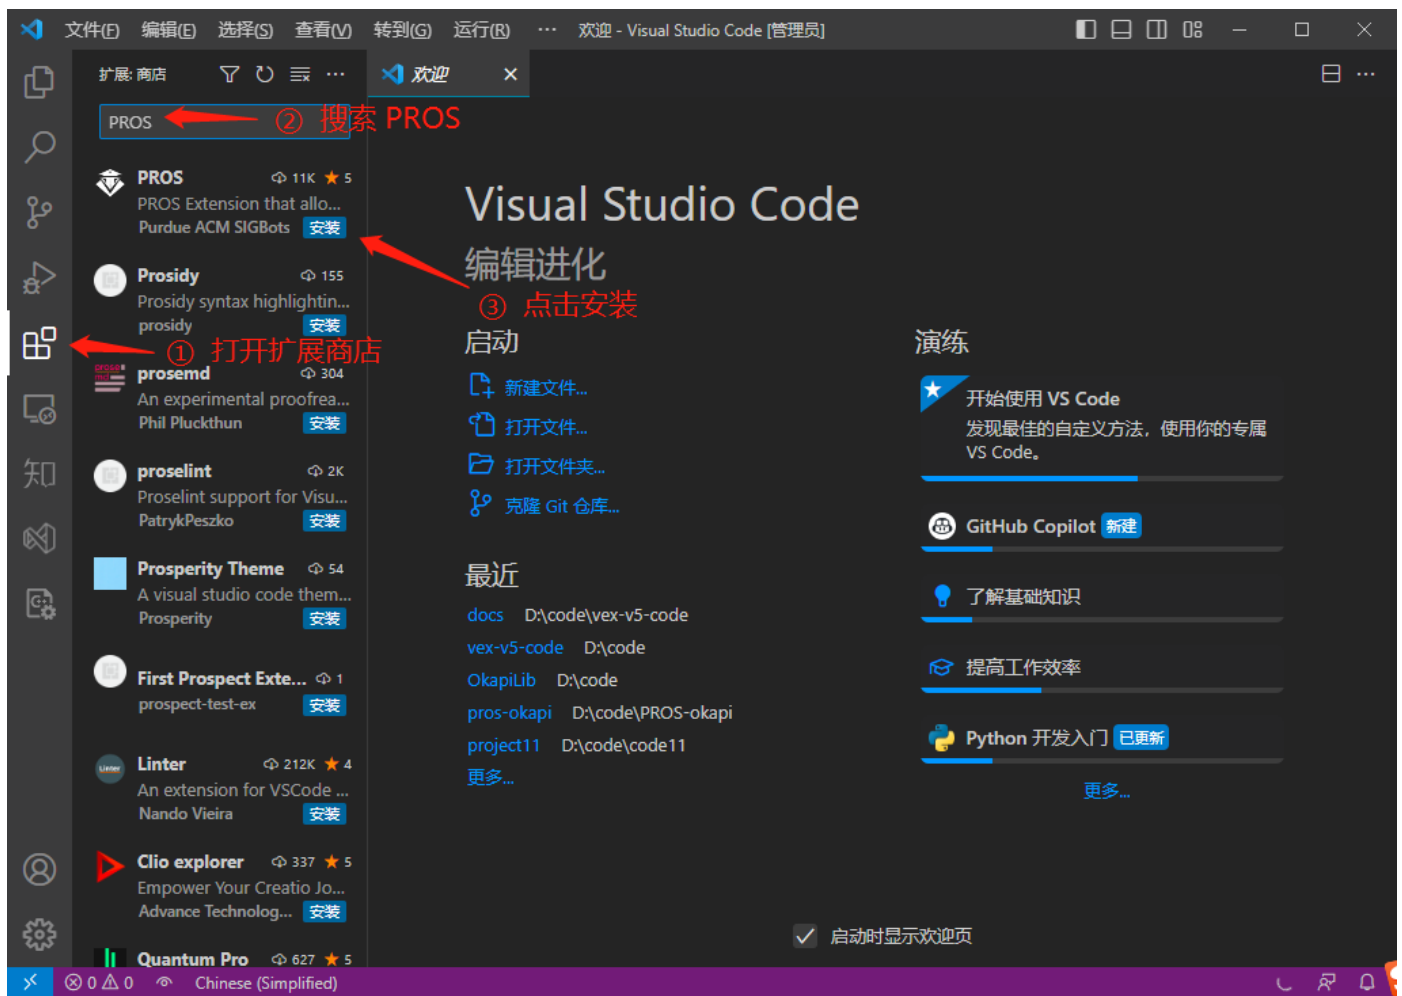 文件(F) 编辑(E) 选择(S) 查看(V) 转到(G) 运行(R) ··· 欢迎 - Visual Studio Code [管理员]
扩展: 商店
欢迎
PROS
② 搜索 PROS
PROS 11K 5
PROS Extension that allo...
Purdue ACM SIGBots 安装
Prosidy 155
Prosidy syntax highlightin...
prosidy 安装
① 打开扩展商店
③ 点击安装
prosemd 304
An experimental proofrea...
Phil Pluckthun 安装
proselint 2K
Proselint support for Visu...
PatrykPeszko 安装
Prosperity Theme 54
A visual studio code them...
Prosperity 安装
First Prospect Exte... 1
prospect-test-ex 安装
Linter
Linter 212K 4
An extension for VSCode ...
Nando Vieira 安装
Clio explorer 337 5
Empower Your Creatio Jo...
Advance Technolog... 安装
Quantum Pro 627 5
知
Visual Studio Code
编辑进化
启动
新建文件...
打开文件...
打开文件夹...
克隆 Git 仓库...
最近
docs D:\code\vex-v5-code
vex-v5-code D:\code
OkapiLib D:\code
pros-okapi D:\code\PROS-okapi
project11 D:\code\code11
更多...
演练
开始使用 VS Code
发现最佳的自定义方法，使用你的专属
VS Code。
GitHub Copilot 新建
了解基础知识
提高工作效率
Python 开发入门 已更新
更多...
启动时显示欢迎页
0 0 Chinese (Simplified)